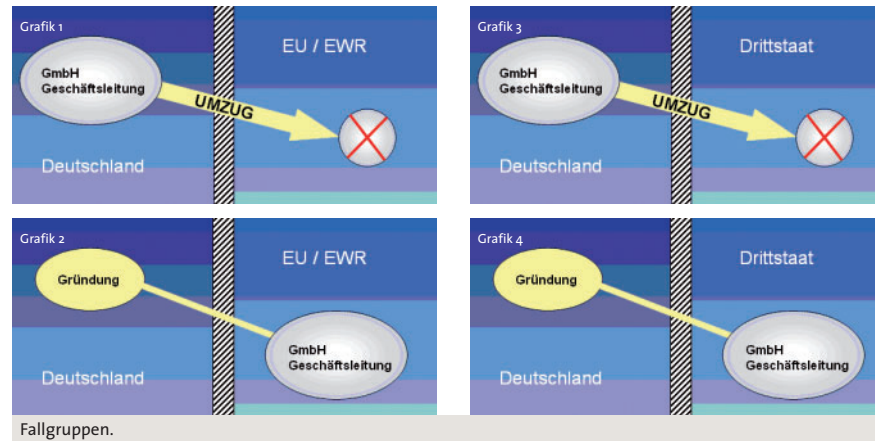 Grafik 1
EU / EWR
GmbH
Geschäftsleitung
UMZUG
Deutschland
Grafik 3
Drittstaat
GmbH
Geschäftsleitung
UMZUG
Deutschland
Grafik 2
EU / EWR
Gründung
GmbH
Geschäftsleitung
Deutschland
Grafik 4
Drittstaat
Gründung
GmbH
Geschäftsleitung
Deutschland
Fallgruppen.